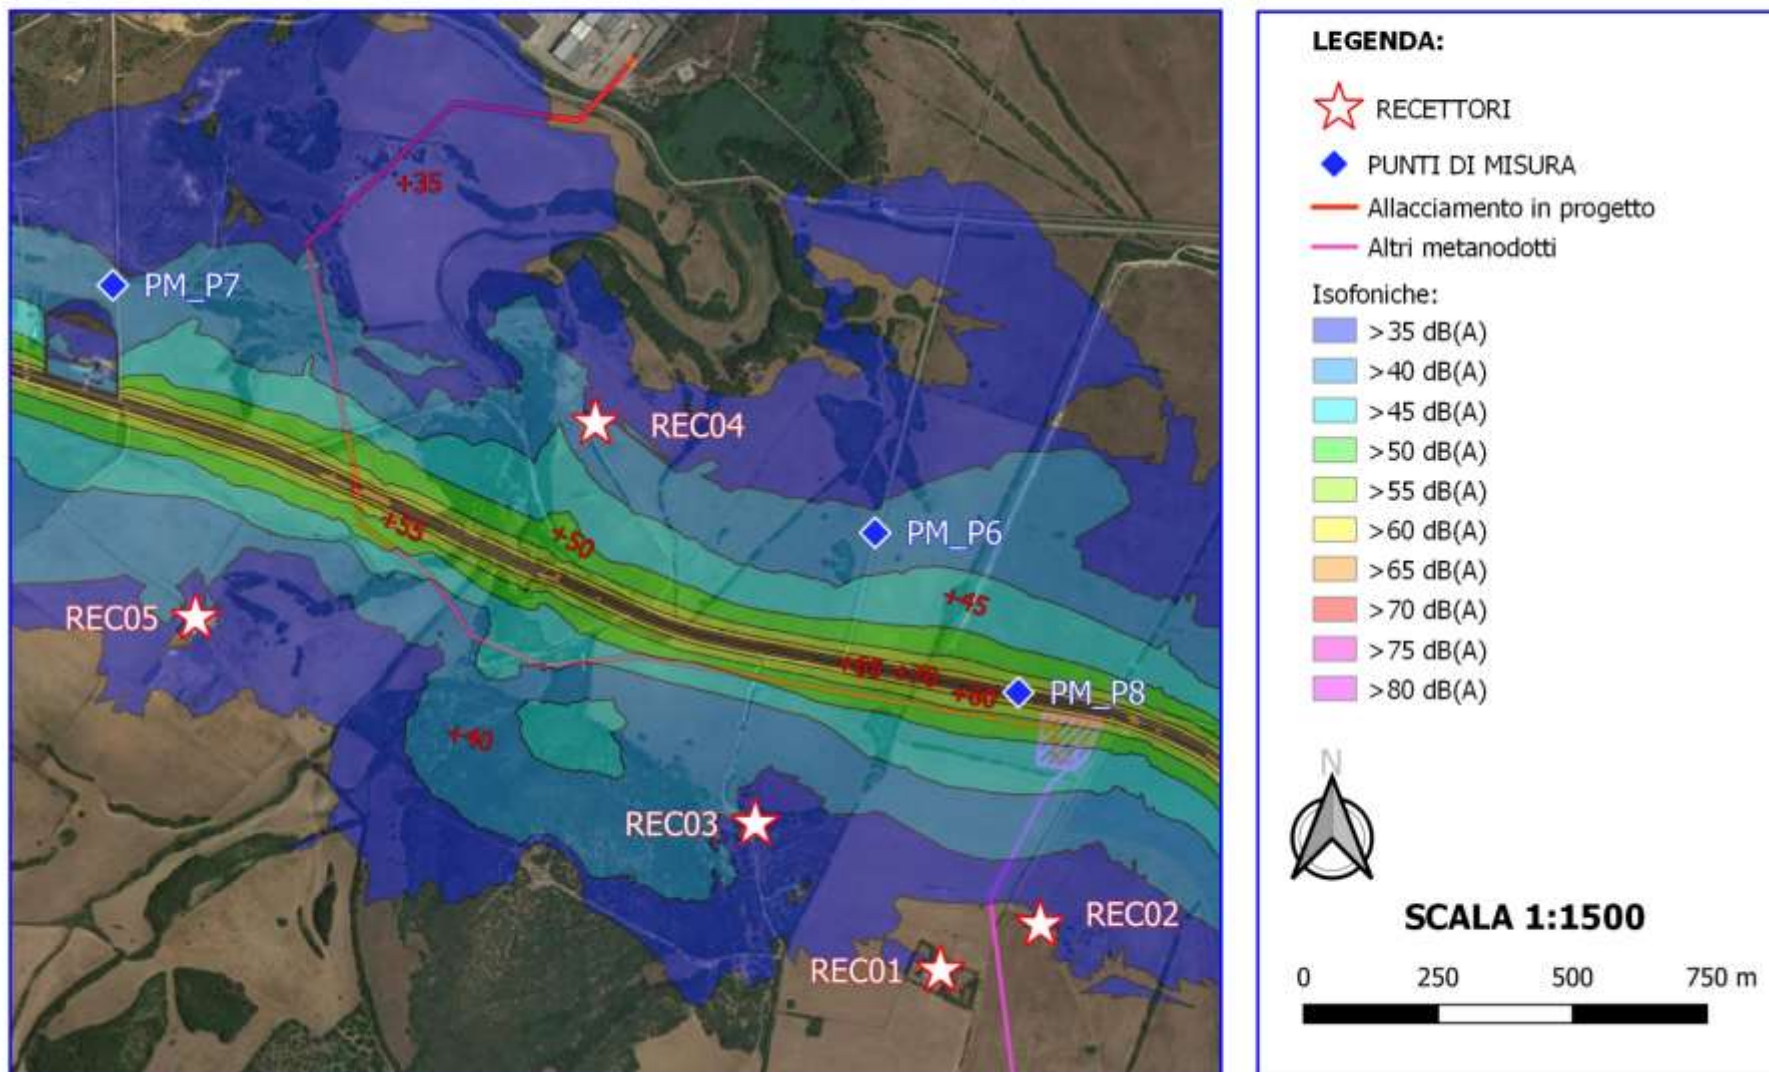 +35
PM_P7
REC04
+55
+50
PM_P6
+45
REC05
+70
+60
PM_P8
+40
REC03
REC02
REC01
LEGENDA:
RECETTORI
PUNTI DI MISURA
Allacciamento in progetto
Altri metanodotti
Isofoniche:
>35 dB(A)
>40 dB(A)
>45 dB(A)
>50 dB(A)
>55 dB(A)
>60 dB(A)
>65 dB(A)
>70 dB(A)
>75 dB(A)
>80 dB(A)
N
SCALA 1:1500
0 250 500 750 m